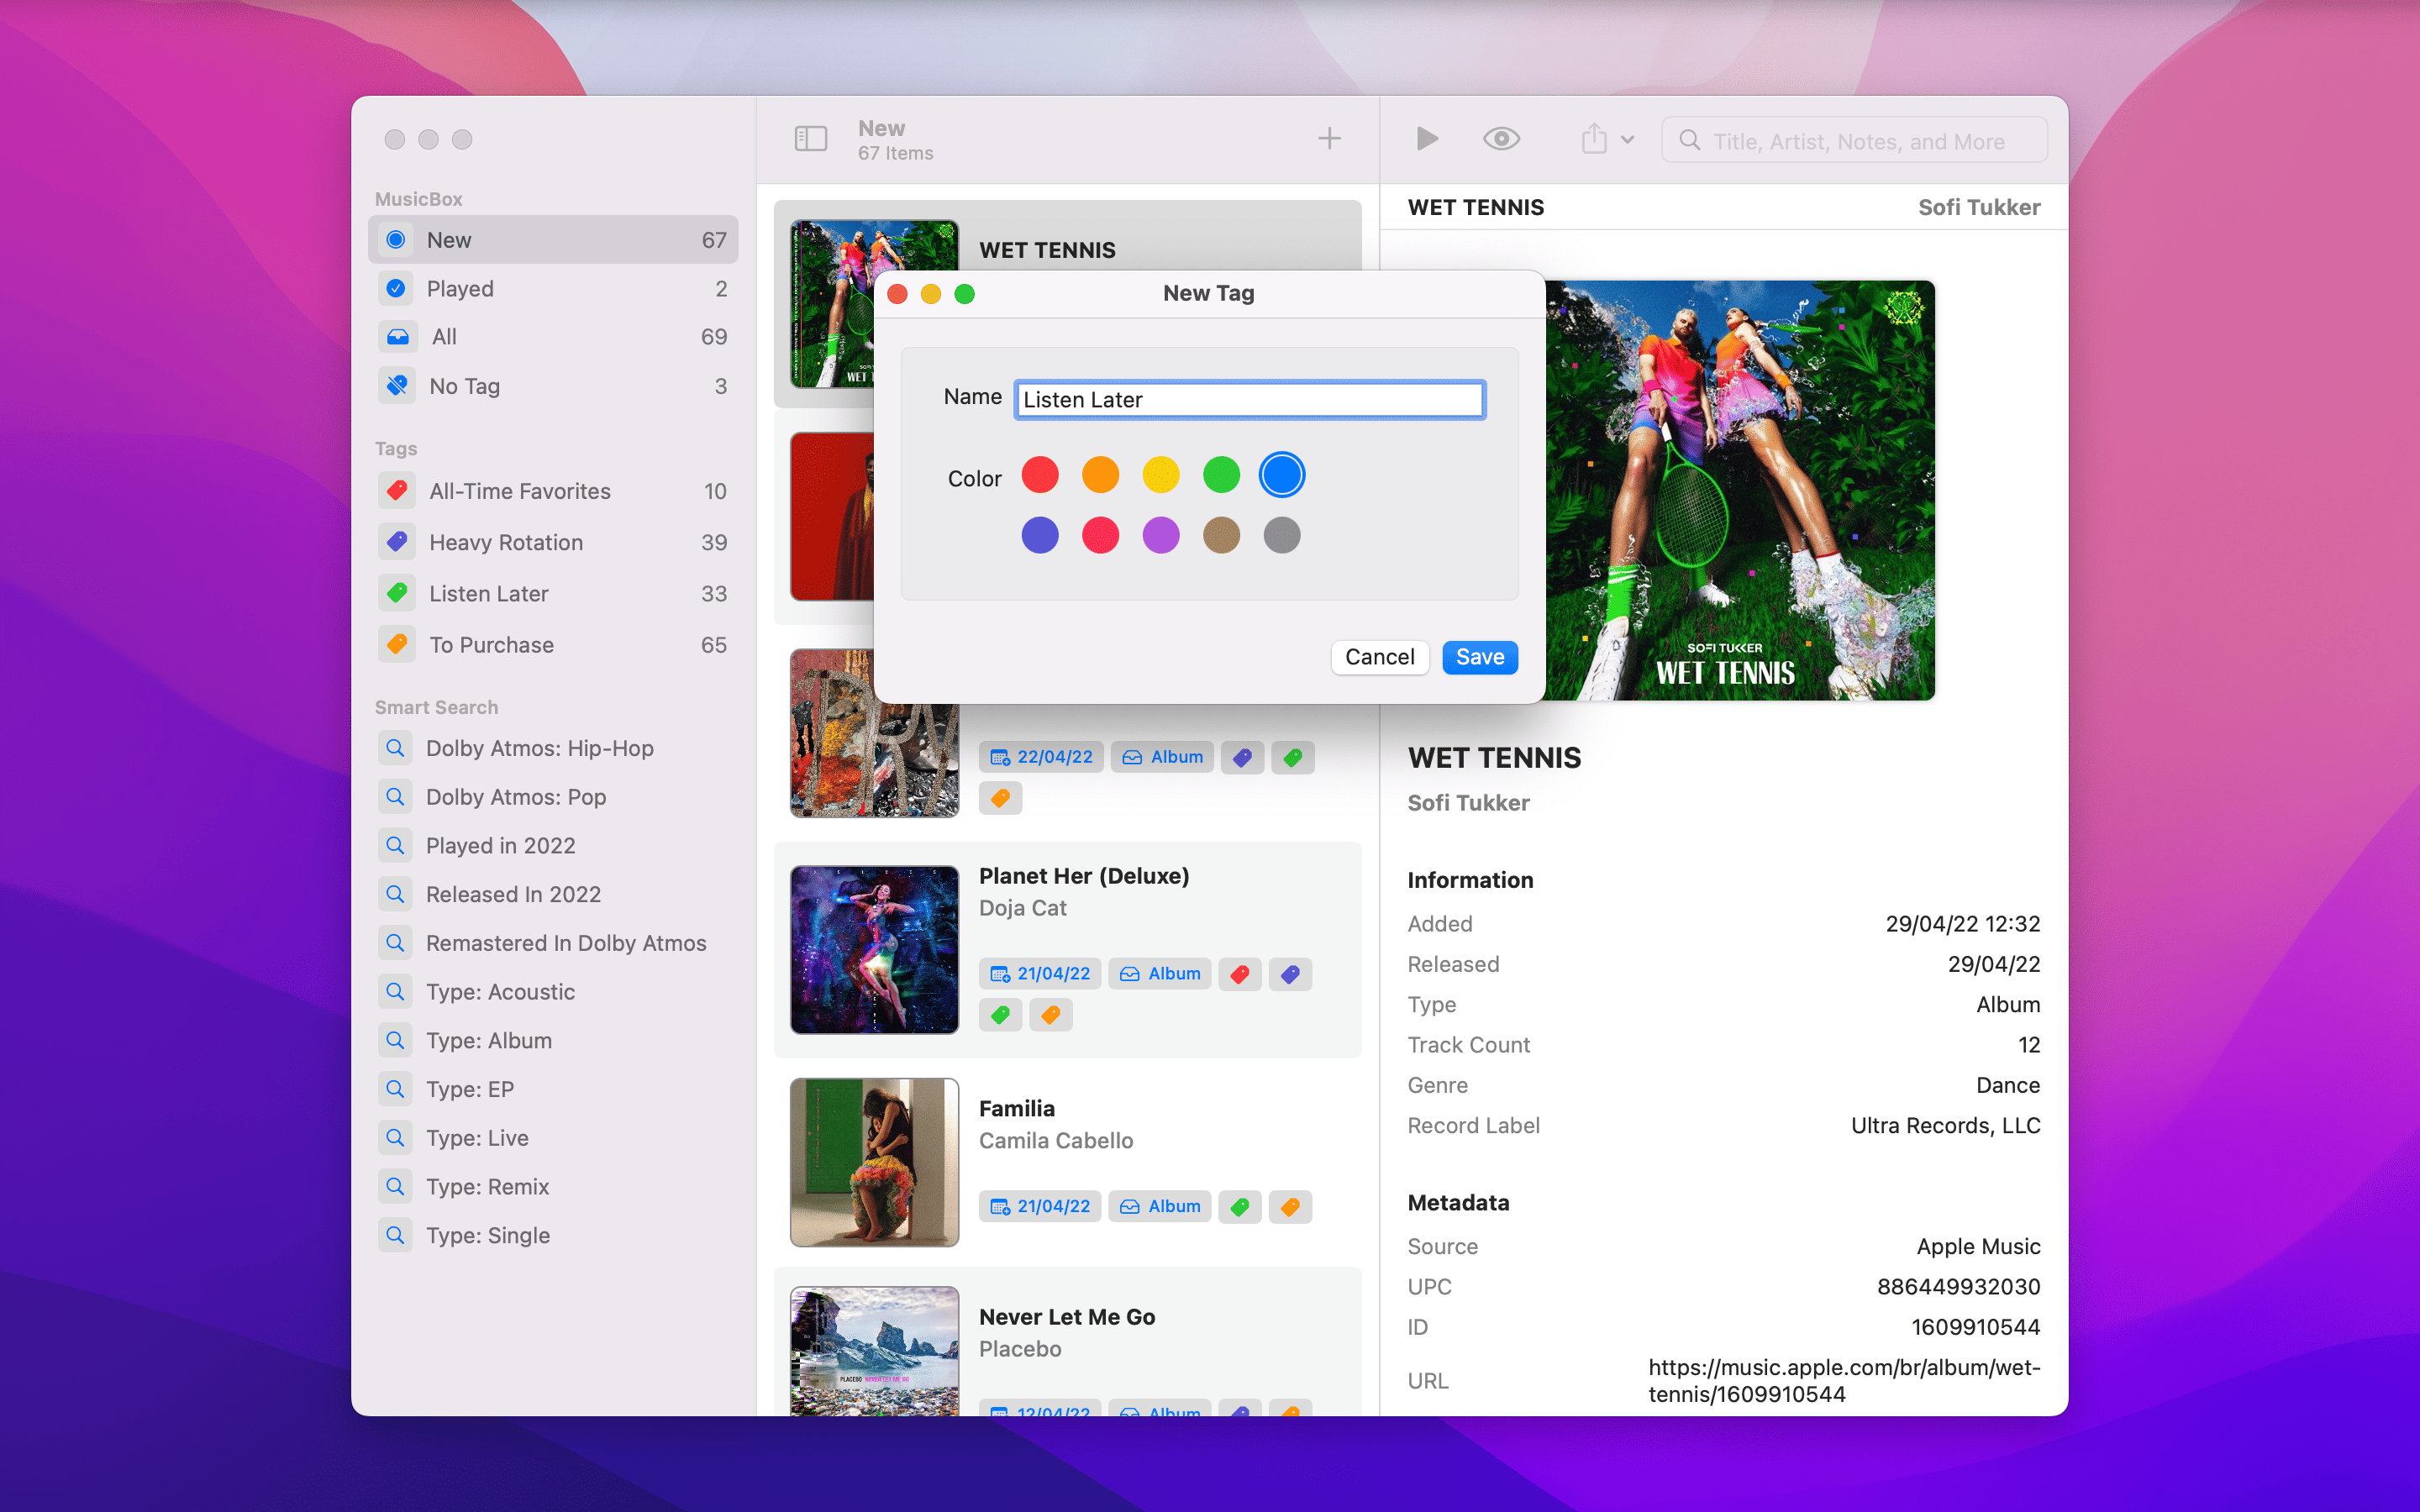 MusicBox
New 67
Played 2
All 69
No Tag 3
Tags
All-Time Favorites 10
Heavy Rotation 39
Listen Later 33
To Purchase 65
Smart Search
Dolby Atmos: Hip-Hop
Dolby Atmos: Pop
Played in 2022
Released In 2022
Remastered In Dolby Atmos
Type: Acoustic
Type: Album
Type: EP
Type: Live
Type: Remix
Type: Single
New
67 Items
Title, Artist, Notes, and More
WET TENNIS
New Tag
Name Listen Later
Color
Cancel Save
22/04/22 Album
Planet Her (Deluxe)
Doja Cat
21/04/22 Album
Familia
Camila Cabello
21/04/22 Album
Never Let Me Go
Placebo
PLACEBO NEVER LET ME GO
12/04/22 Album
WET TENNIS Sofi Tukker
SOFI TUKKER
WET TENNIS
WET TENNIS
Sofi Tukker
Information
Added 29/04/22 12:32
Released 29/04/22
Type Album
Track Count 12
Genre Dance
Record Label Ultra Records, LLC
Metadata
Source Apple Music
UPC 886449932030
ID 1609910544
URL https://music.apple.com/br/album/wet-
tennis/1609910544